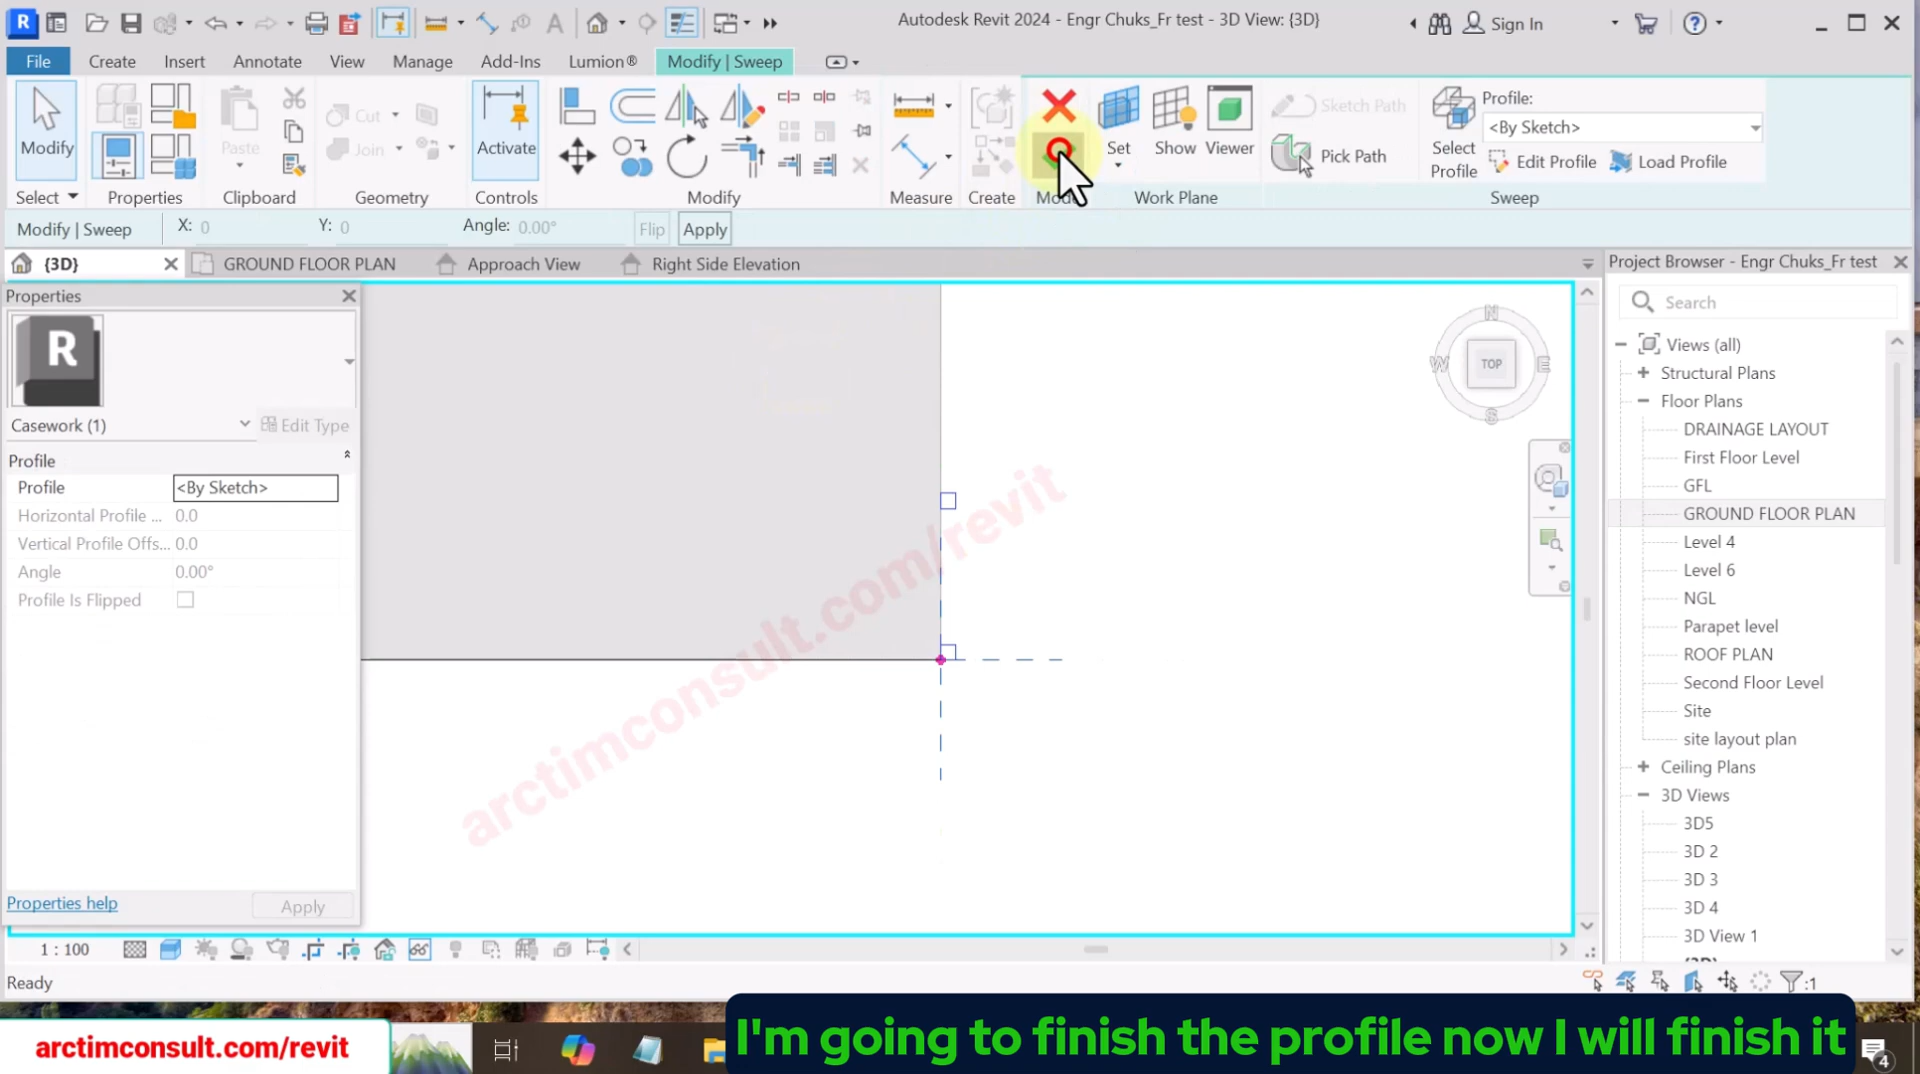 Autodesk Revit 2024 - Engr Chuks_Fr test - 3D View: {3D}
Sign In
File Create Insert Annotate View Manage Add-Ins Lumion® Modify | Sweep
Modify
Paste
Cut
Join
Activate
Set
Show
Viewer
Sketch Path
Pick Path
Select Profile
Profile:
<By Sketch>
Edit Profile
Load Profile
Select Properties Clipboard Geometry Controls Modify Measure Create Mode Work Plane Sweep
Modify | Sweep X: 0 Y: 0 Angle: 0.00° Flip Apply
{3D} GROUND FLOOR PLAN Approach View Right Side Elevation
Properties
R
Casework (1) Edit Type
Profile
Profile <By Sketch>
Horizontal Profile ... 0.0
Vertical Profile Offs... 0.0
Angle 0.00°
Profile Is Flipped
Properties help Apply
arctimconsult.com/revit
N
W TOP E
S
Project Browser - Engr Chuks_Fr test
Search
Views (all)
Structural Plans
Floor Plans
DRAINAGE LAYOUT
First Floor Level
GFL
GROUND FLOOR PLAN
Level 4
Level 6
NGL
Parapet level
ROOF PLAN
Second Floor Level
Site
site layout plan
Ceiling Plans
3D Views
3D5
3D 2
3D 3
3D 4
3D View 1
1 : 100
Ready
:1
arctimconsult.com/revit
I'm going to finish the profile now I will finish it
4